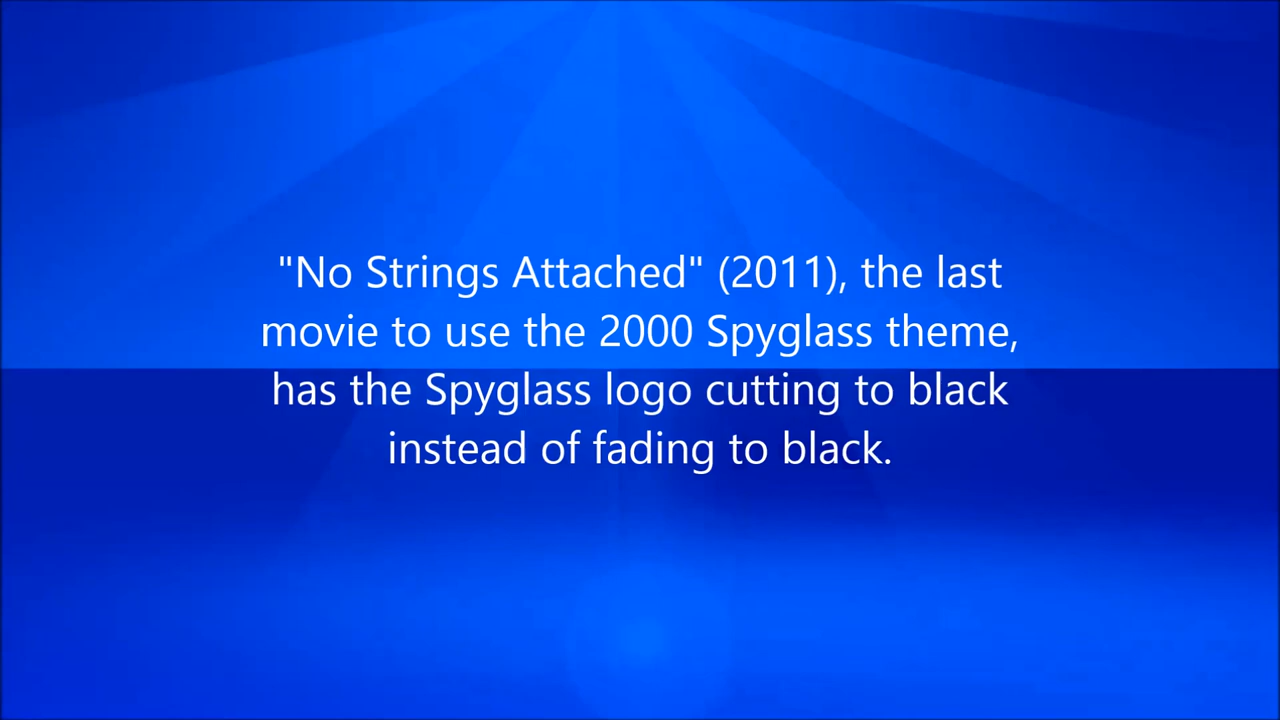 "No Strings Attached" (2011), the last
movie to use the 2000 Spyglass theme,
has the Spyglass logo cutting to black
instead of fading to black.